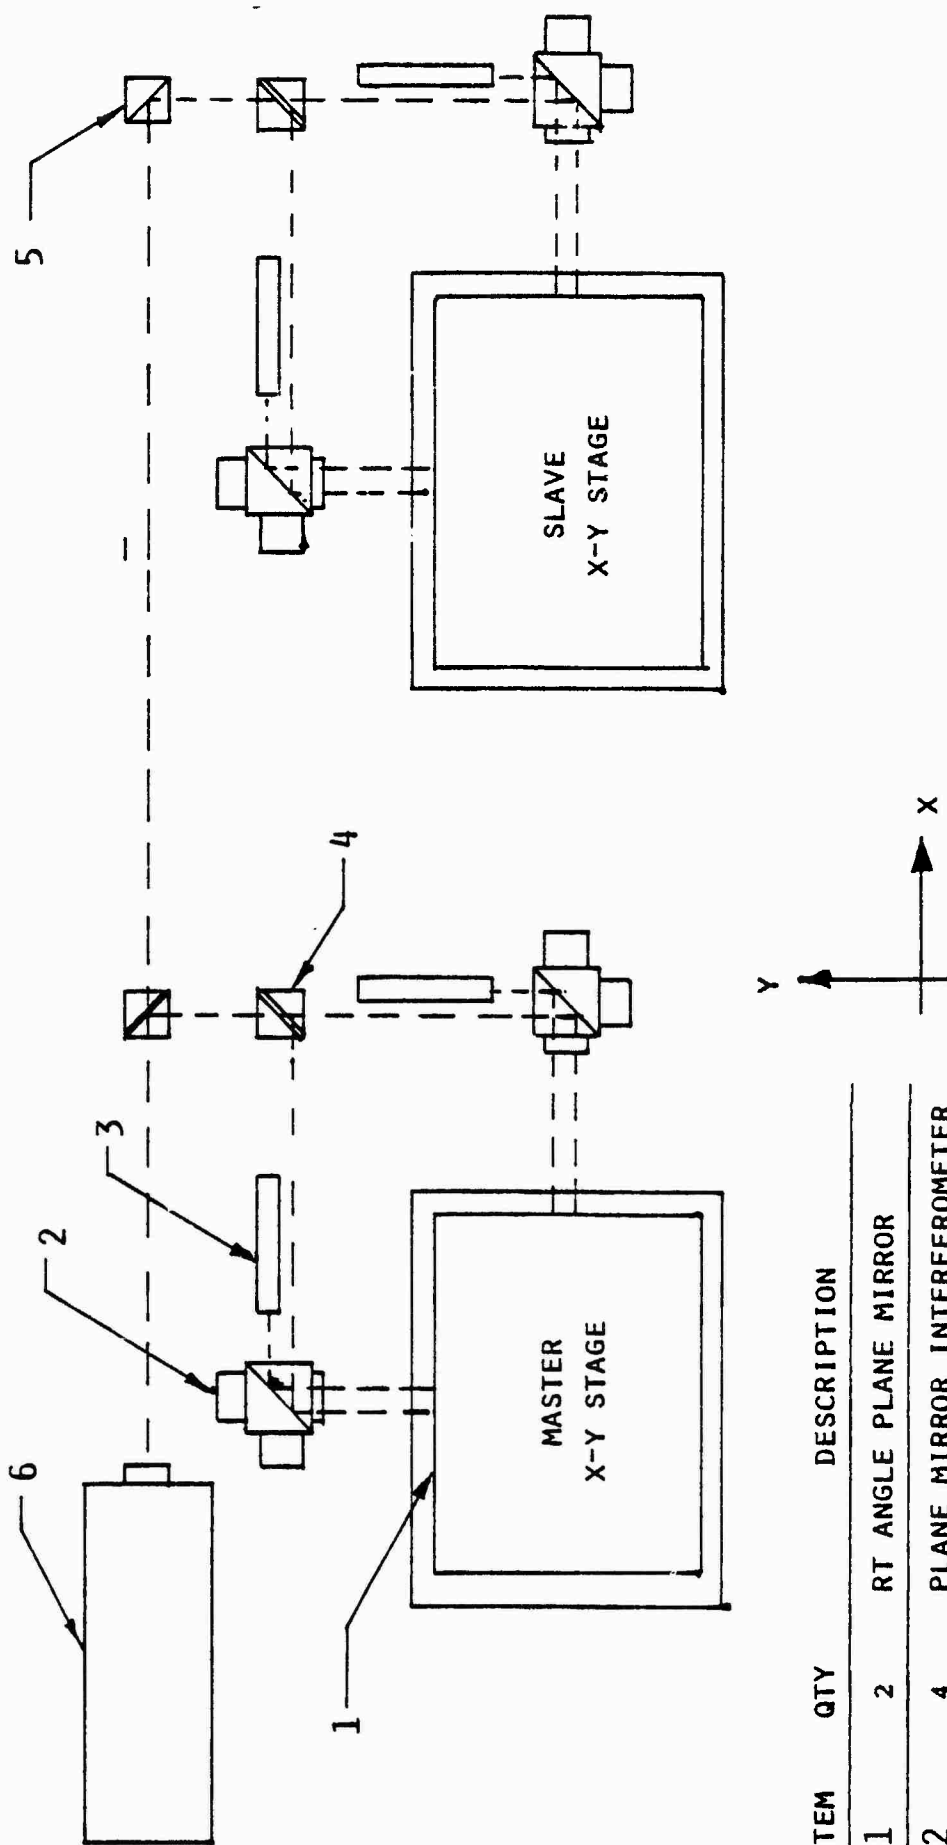 6
5
2
3
4
1
MASTER
X-Y STAGE
SLAVE
X-Y STAGE
Y
X
TEM QTY DESCRIPTION
1 2 RT ANGLE PLANE MIRROR
2 4 PLANE MIRROR INTERFEROMETER